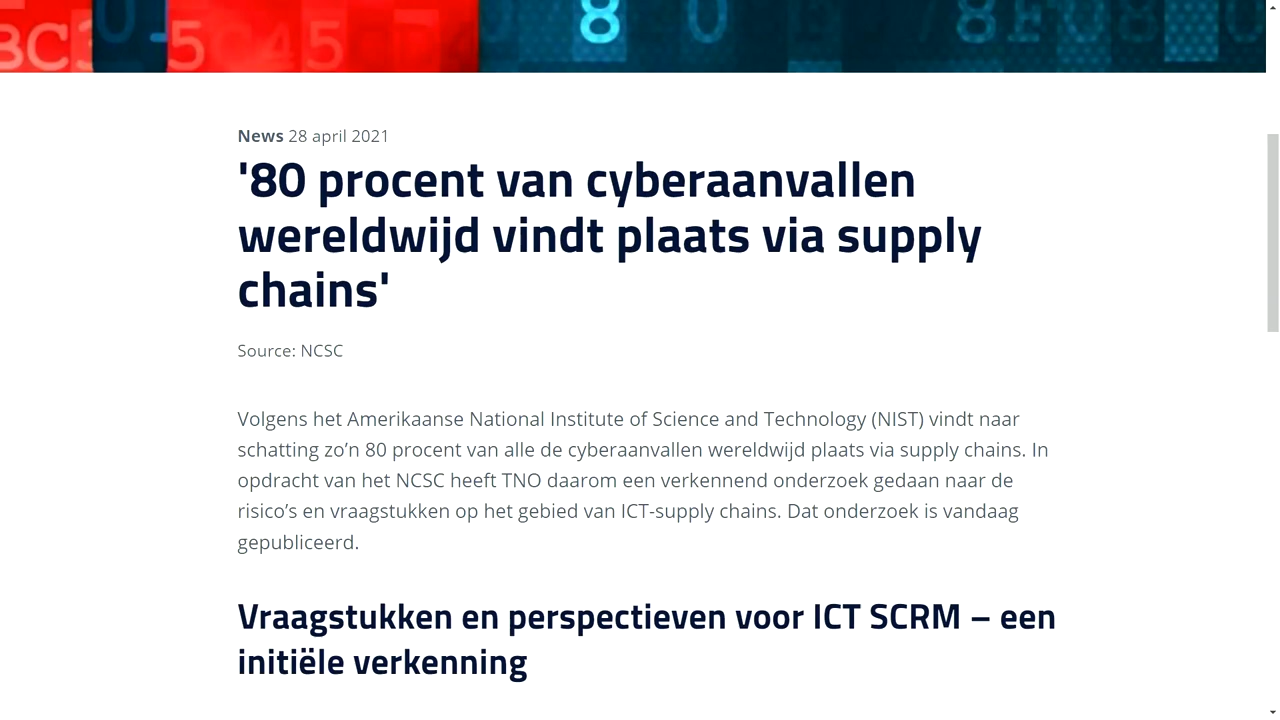 News 28 april 2021
'80 procent van cyberaanvallen
wereldwijd vindt plaats via supply
chains'
Source: NCSC
Volgens het Amerikaanse National Institute of Science and Technology (NIST) vindt naar
schatting zo’n 80 procent van alle de cyberaanvallen wereldwijd plaats via supply chains. In
opdracht van het NCSC heeft TNO daarom een verkennend onderzoek gedaan naar de
risico’s en vraagstukken op het gebied van ICT-supply chains. Dat onderzoek is vandaag
gepubliceerd.
Vraagstukken en perspectieven voor ICT SCRM – een
initiële verkenning